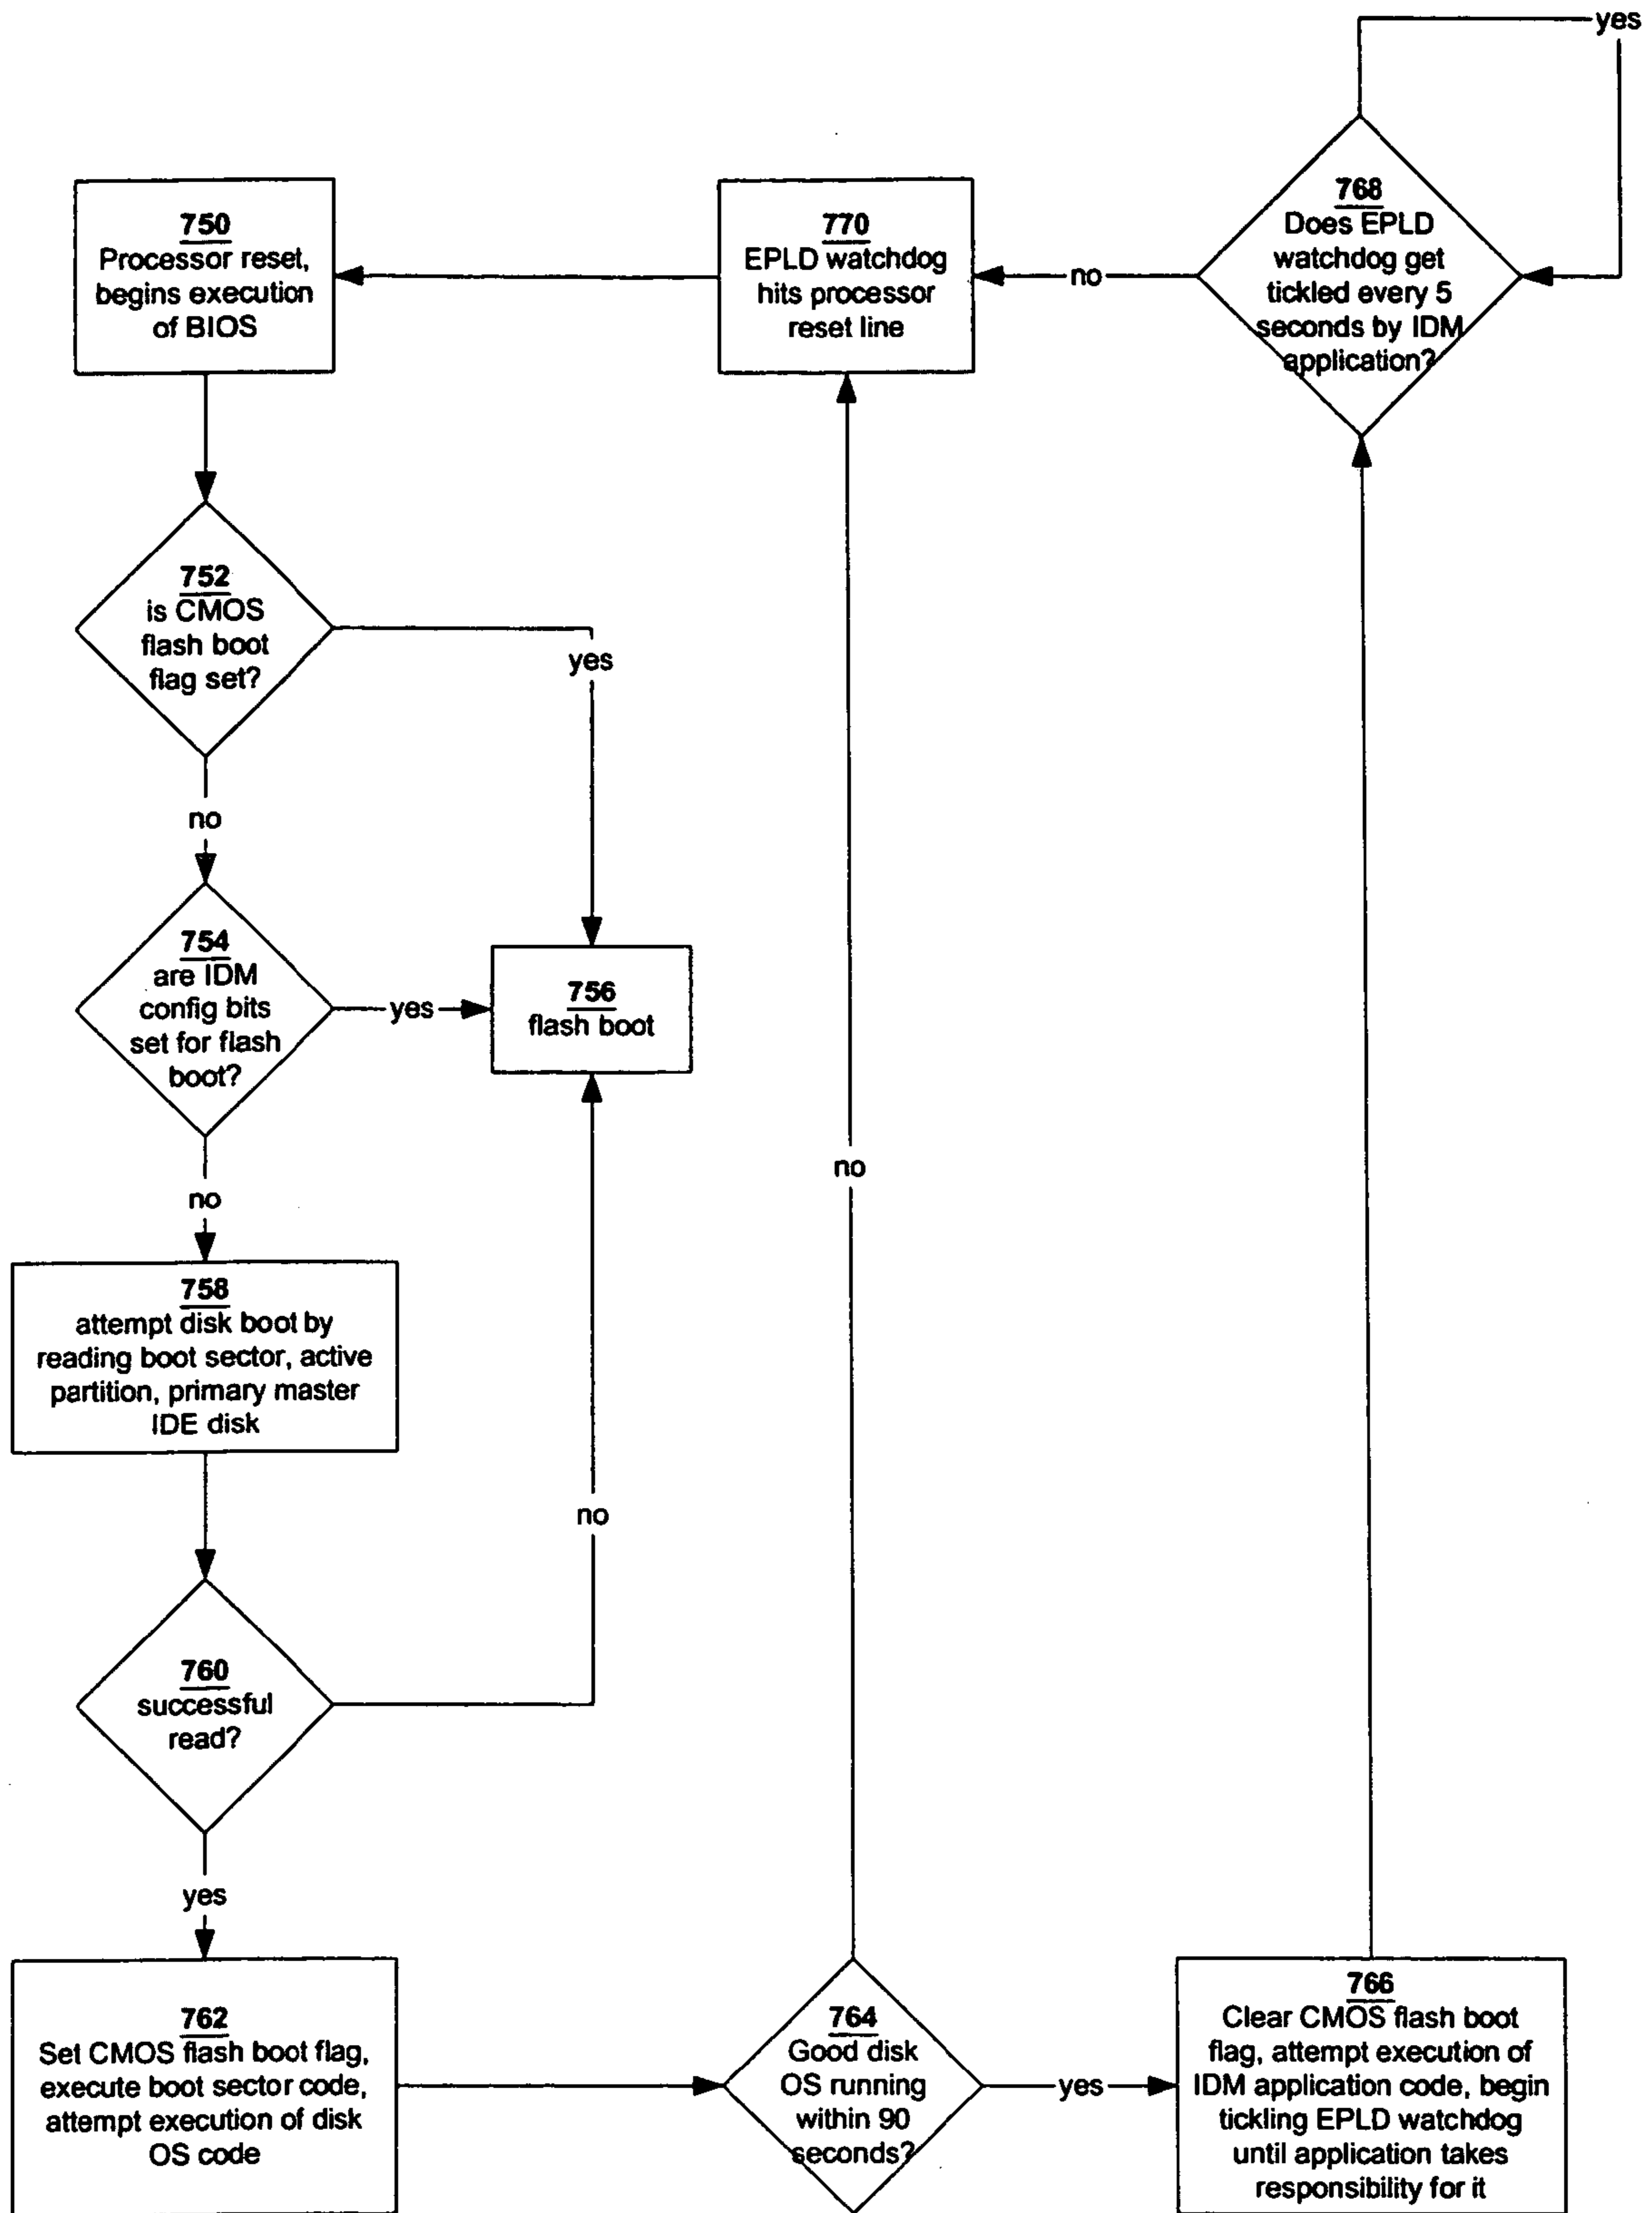 yes
750
Processor reset,
begins execution
of BIOS
770
EPLD watchdog
hits processor
reset line
no
768
Does EPLD
watchdog get
tickled every 5
seconds by IDM
application?
752
is CMOS
flash boot
flag set?
yes
no
754
are IDM
config bits
set for flash
boot?
yes
756
flash boot
no
no
758
attempt disk boot by
reading boot sector, active
partition, primary master
IDE disk
no
760
successful
read?
yes
762
Set CMOS flash boot flag,
execute boot sector code,
attempt execution of disk
OS code
764
Good disk
OS running
within 90
seconds?
yes
766
Clear CMOS flash boot
flag, attempt execution of
IDM application code, begin
tickling EPLD watchdog
until application takes
responsibility for it